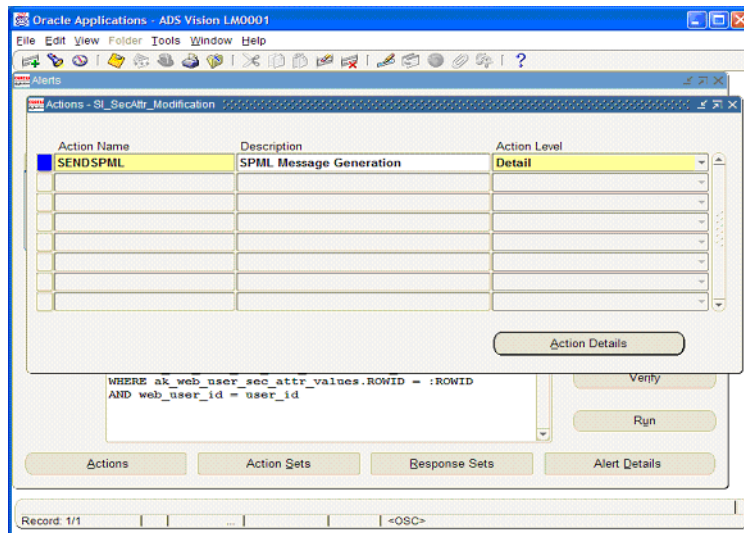 Oracle Applications - ADS Vision LM0001
File Edit View Folder Tools Window Help
Alerts
Actions - SI_SecAttr_Modification
Action Name Description Action Level
SENDSPML SPML Message Generation Detail
Action Details
WHERE ak_web_user_sec_attr_values.ROWID = :ROWID
AND web_user_id = user_id
Verify
Run
Actions Action Sets Response Sets Alert Details
Record: 1/1 ... <OSC>